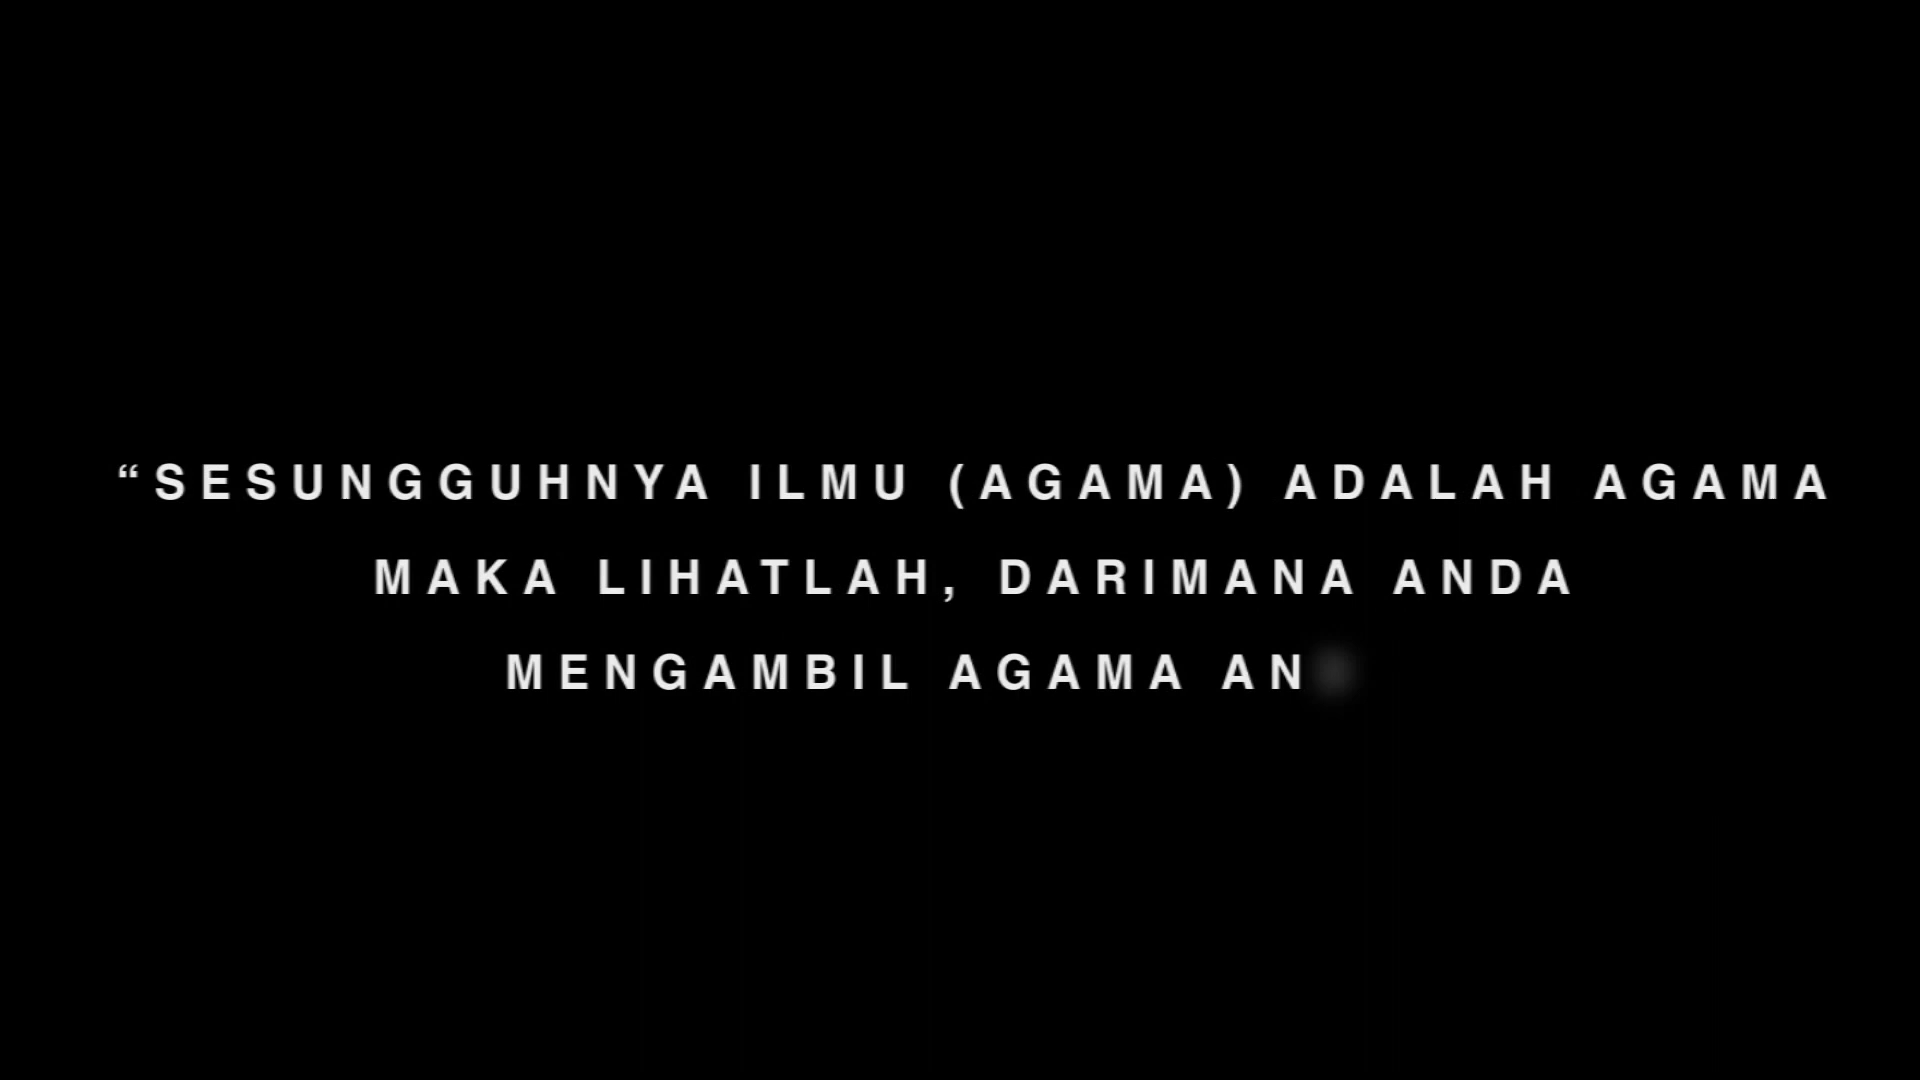 “SESUNGGUHNYA ILMU (AGAMA) ADALAH AGAMA
MAKA LIHATLAH, DARIMANA ANDA
MENGAMBIL AGAMA AN